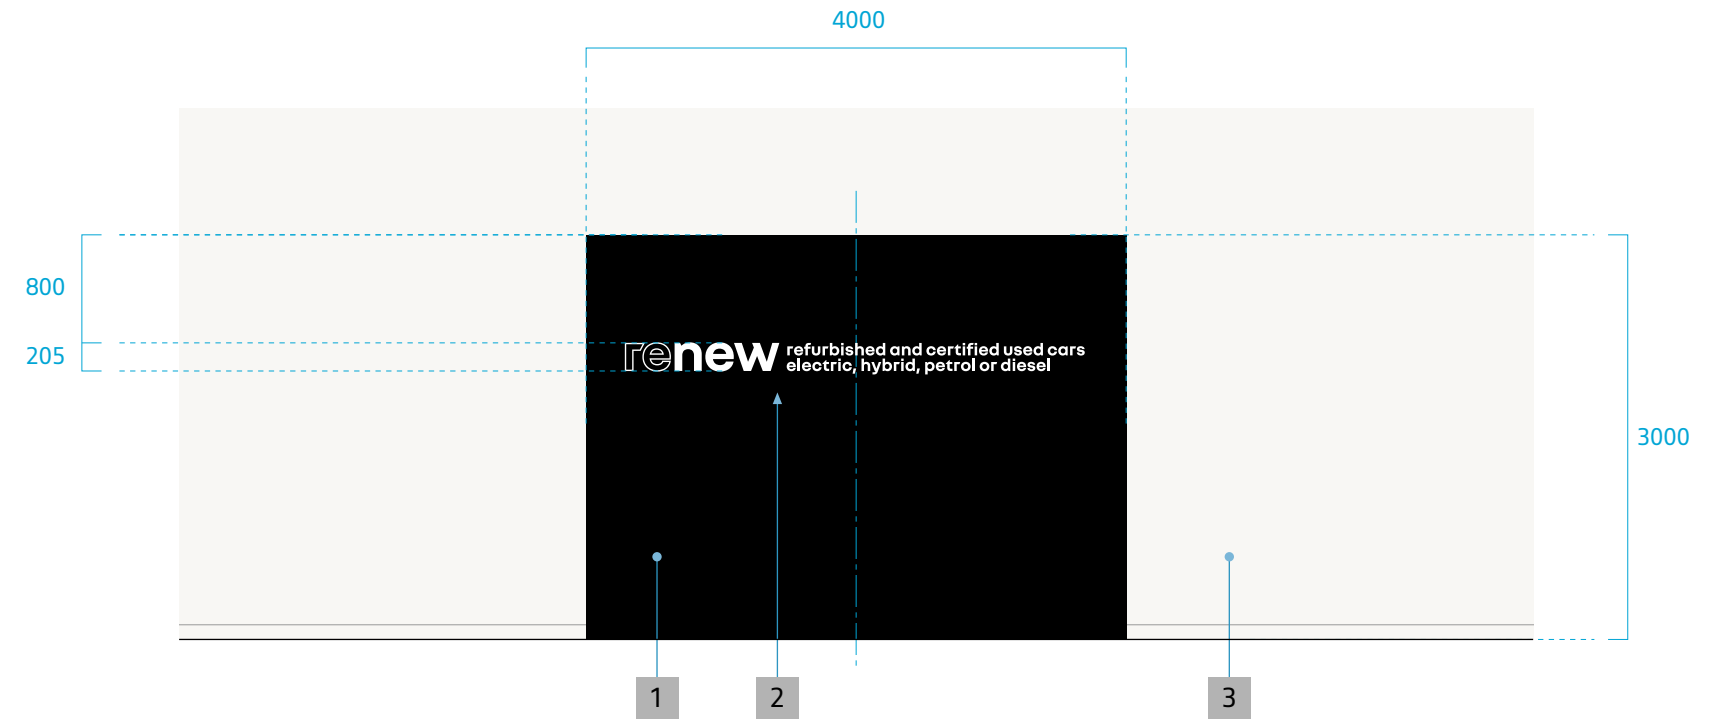 4000
800
205
renew
refurbished and certified used cars
electric, hybrid, petrol or diesel
3000
1
2
3